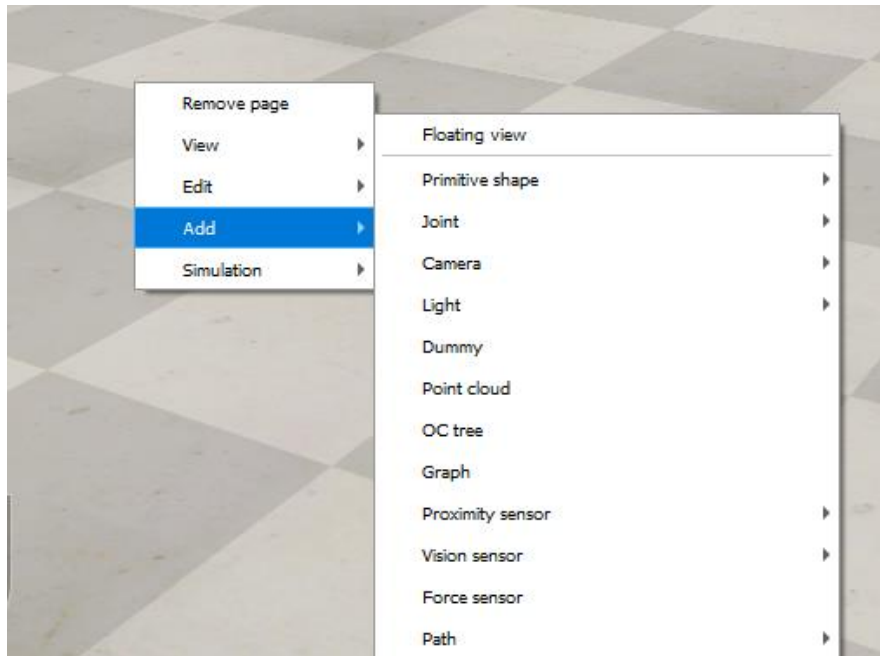 Remove page
View
Edit
Add
Simulation
Floating view
Primitive shape
Joint
Camera
Light
Dummy
Point cloud
OC tree
Graph
Proximity sensor
Vision sensor
Force sensor
Path